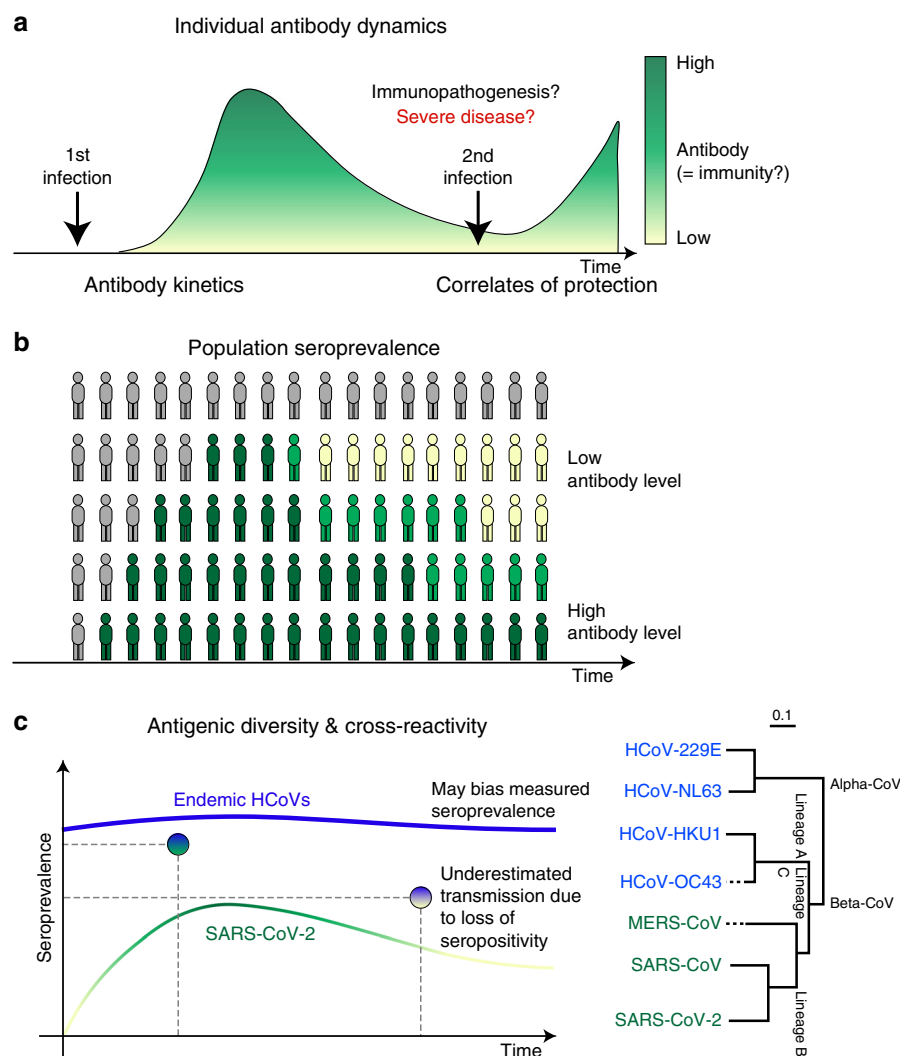 a
Individual antibody dynamics
Immunopathogenesis?
Severe disease?
1st
infection
2nd
infection
High
Antibody
(= immunity?)
Low
Time
Antibody kinetics
Correlates of protection
b
Population seroprevalence
Low
antibody level
High
antibody level
Time
c
Antigenic diversity & cross-reactivity
Seroprevalence
Endemic HCoVs
May bias measured
seroprevalence
Underestimated
transmission due
to loss of
seropositivity
SARS-CoV-2
Time
0.1
HCoV-229E
HCoV-NL63
HCoV-HKU1
HCoV-OC43
MERS-CoV
SARS-CoV
SARS-CoV-2
Alpha-CoV
Beta-CoV
Lineage A
Lineage
C
Lineage B